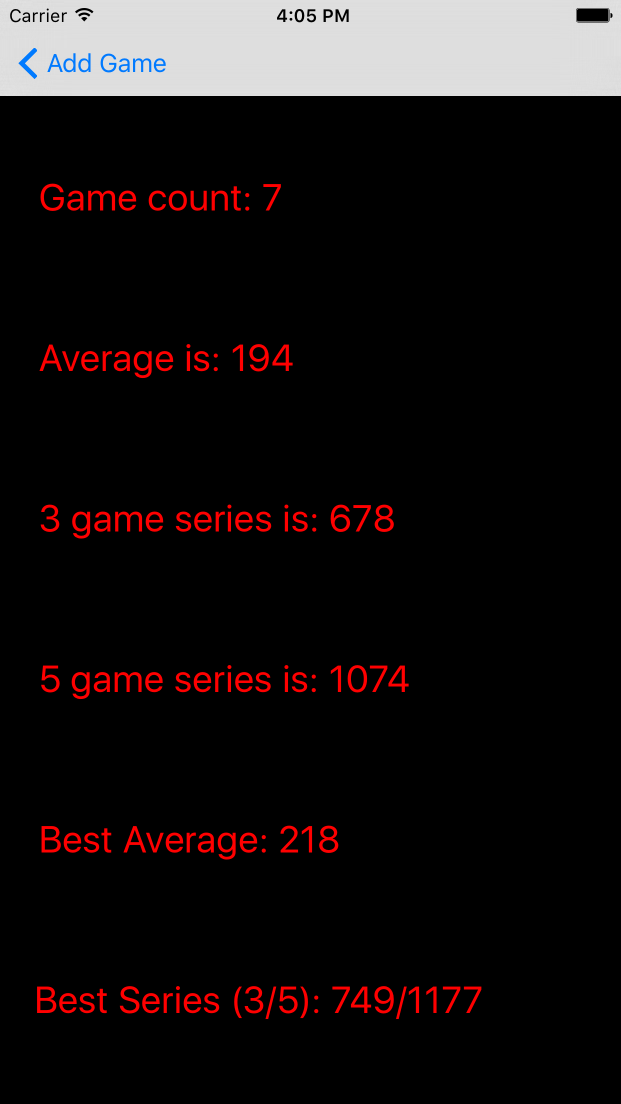 Carrier 4:05 PM
Add Game
Game count: 7
Average is: 194
3 game series is: 678
5 game series is: 1074
Best Average: 218
Best Series (3/5): 749/1177